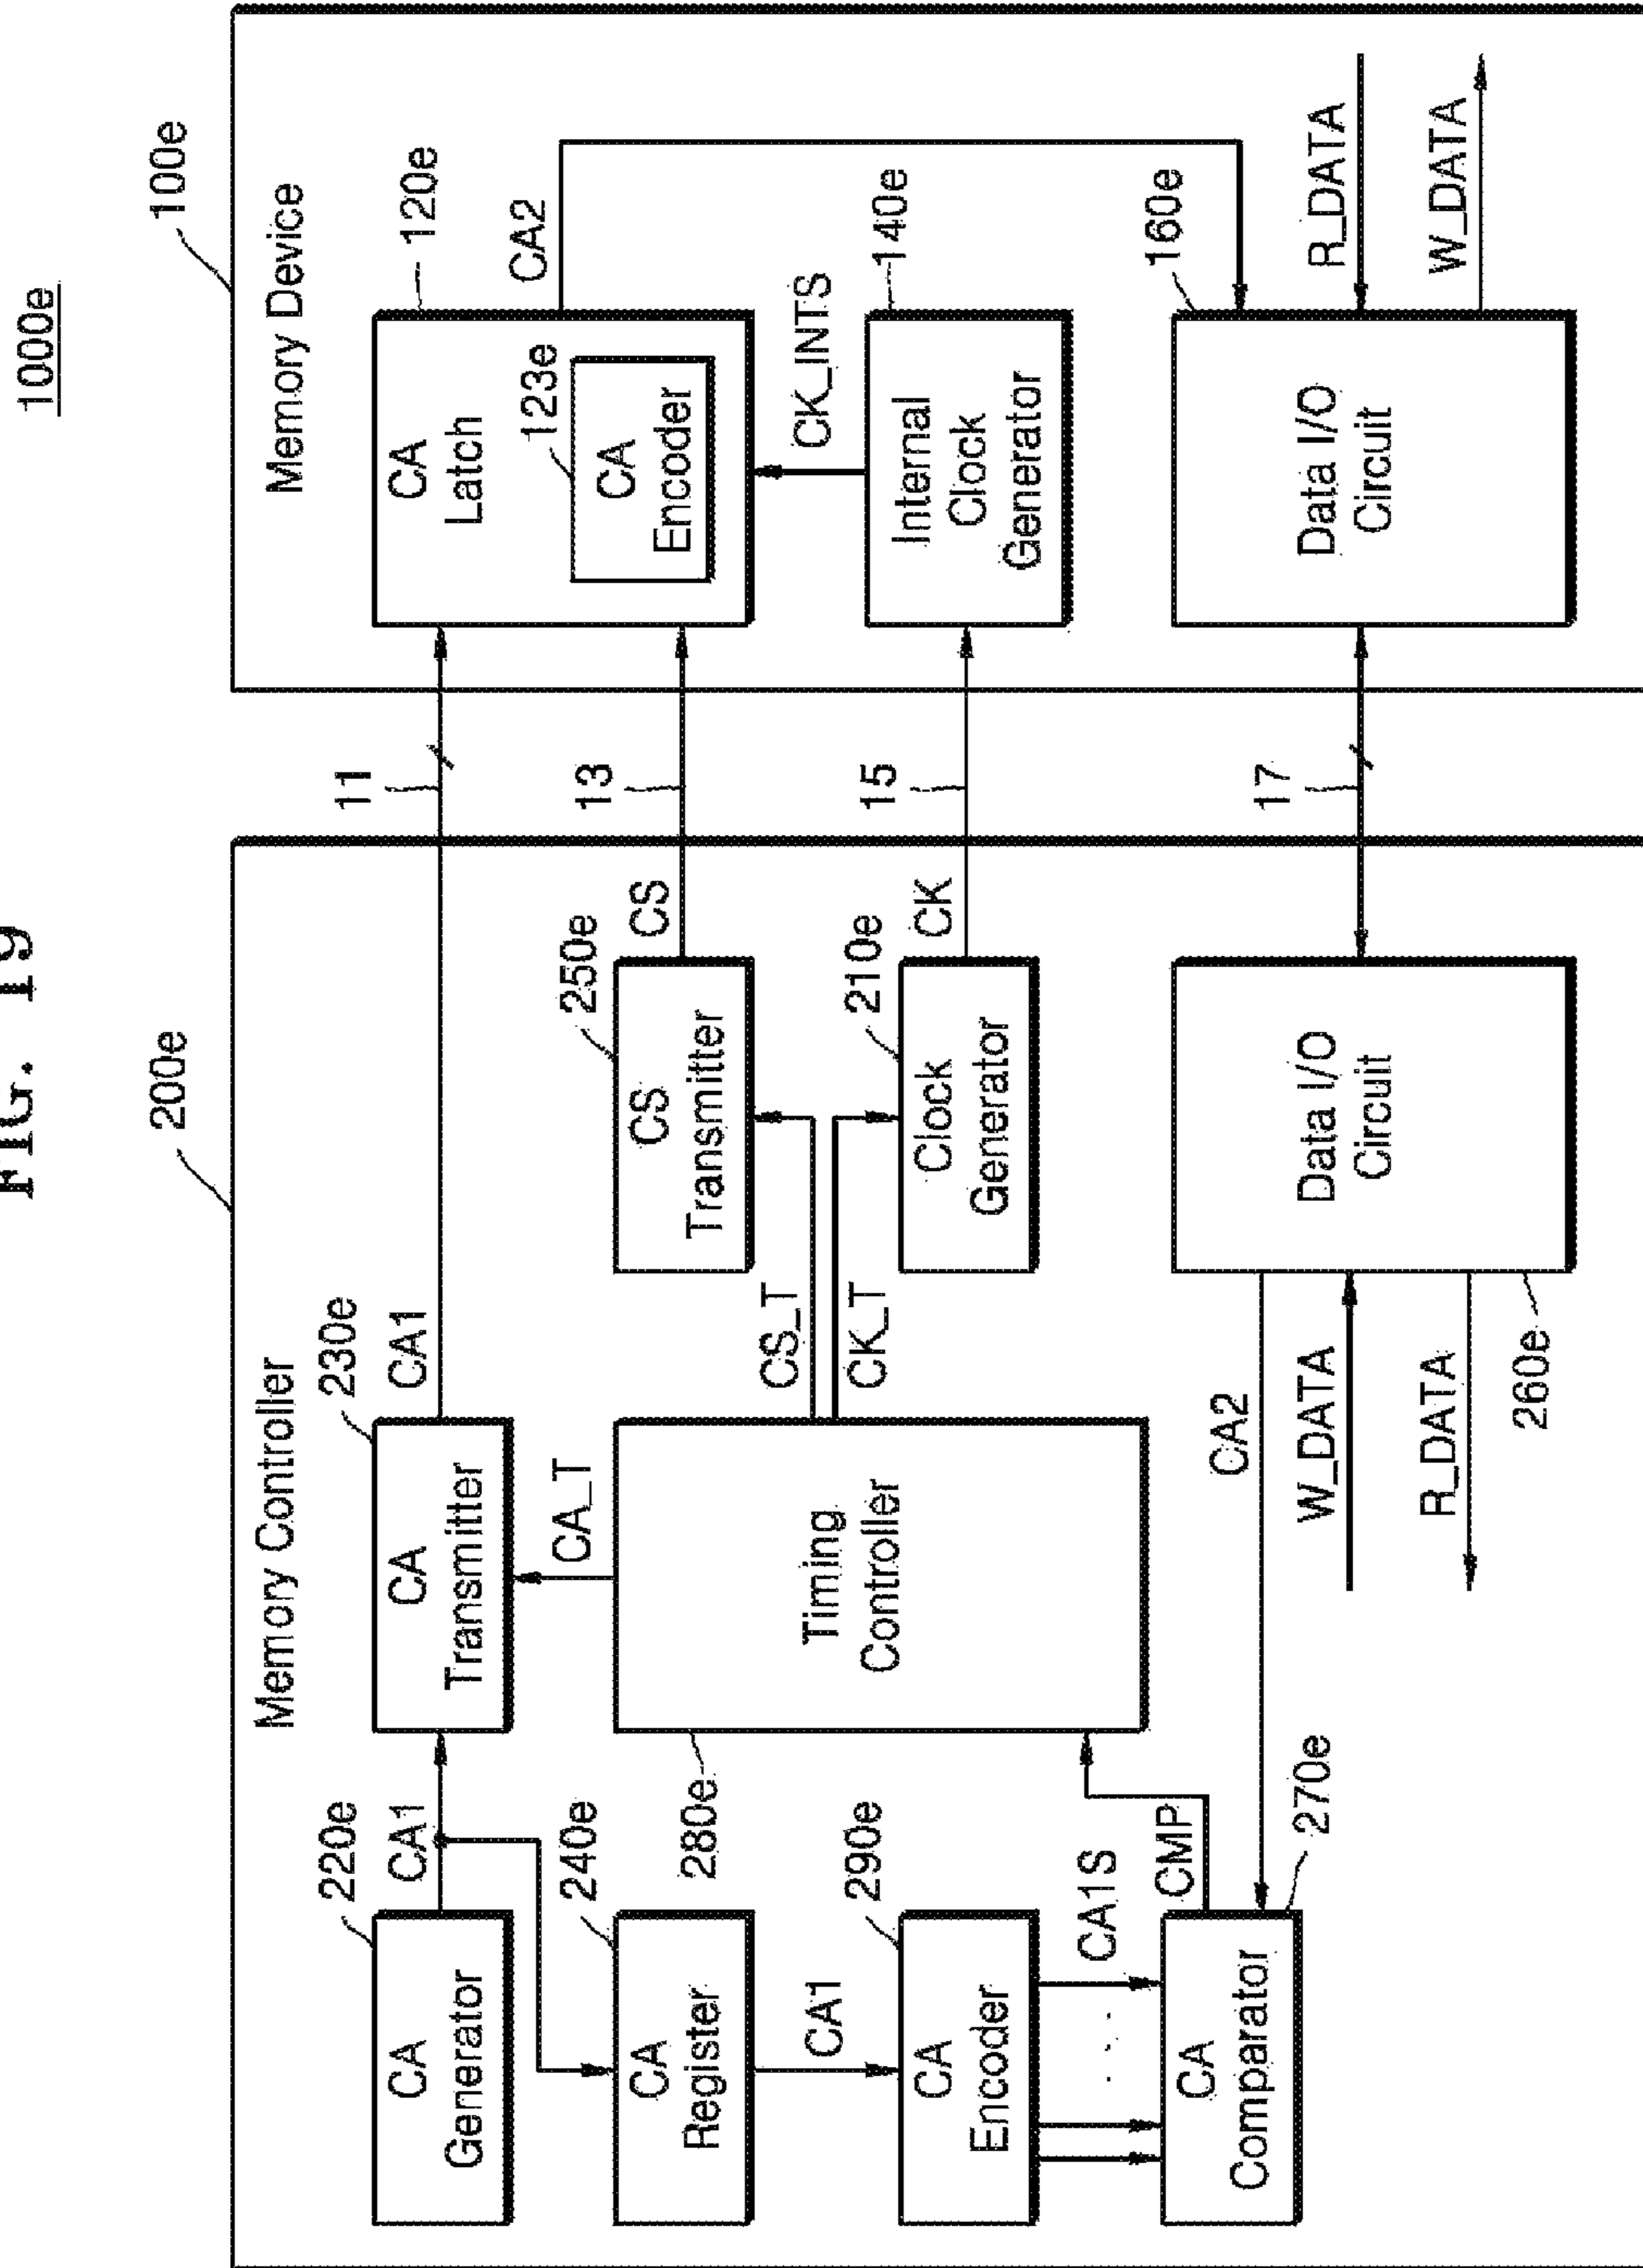 FIG. 19
1000e
200e
100e
Memory Controller
Memory Device
220e
CA
Generator
CA1
230e
CA
Transmitter
CA1
11
CA
Latch
120e
123e
CA
Encoder
CA2
240e
CA
Register
CA_T
250e
CS
Transmitter
CS
13
CS_T
CK_T
280e
Timing
Controller
CA1
290e
CA
Encoder
210e
Clock
Generator
CK
15
CK_INTS
140e
Internal
Clock
Generator
CA1S
. . .
CMP
270e
CA
Comparator
CA2
W_DATA
R_DATA
260e
Data I/O
Circuit
17
160e
Data I/O
Circuit
R_DATA
W_DATA